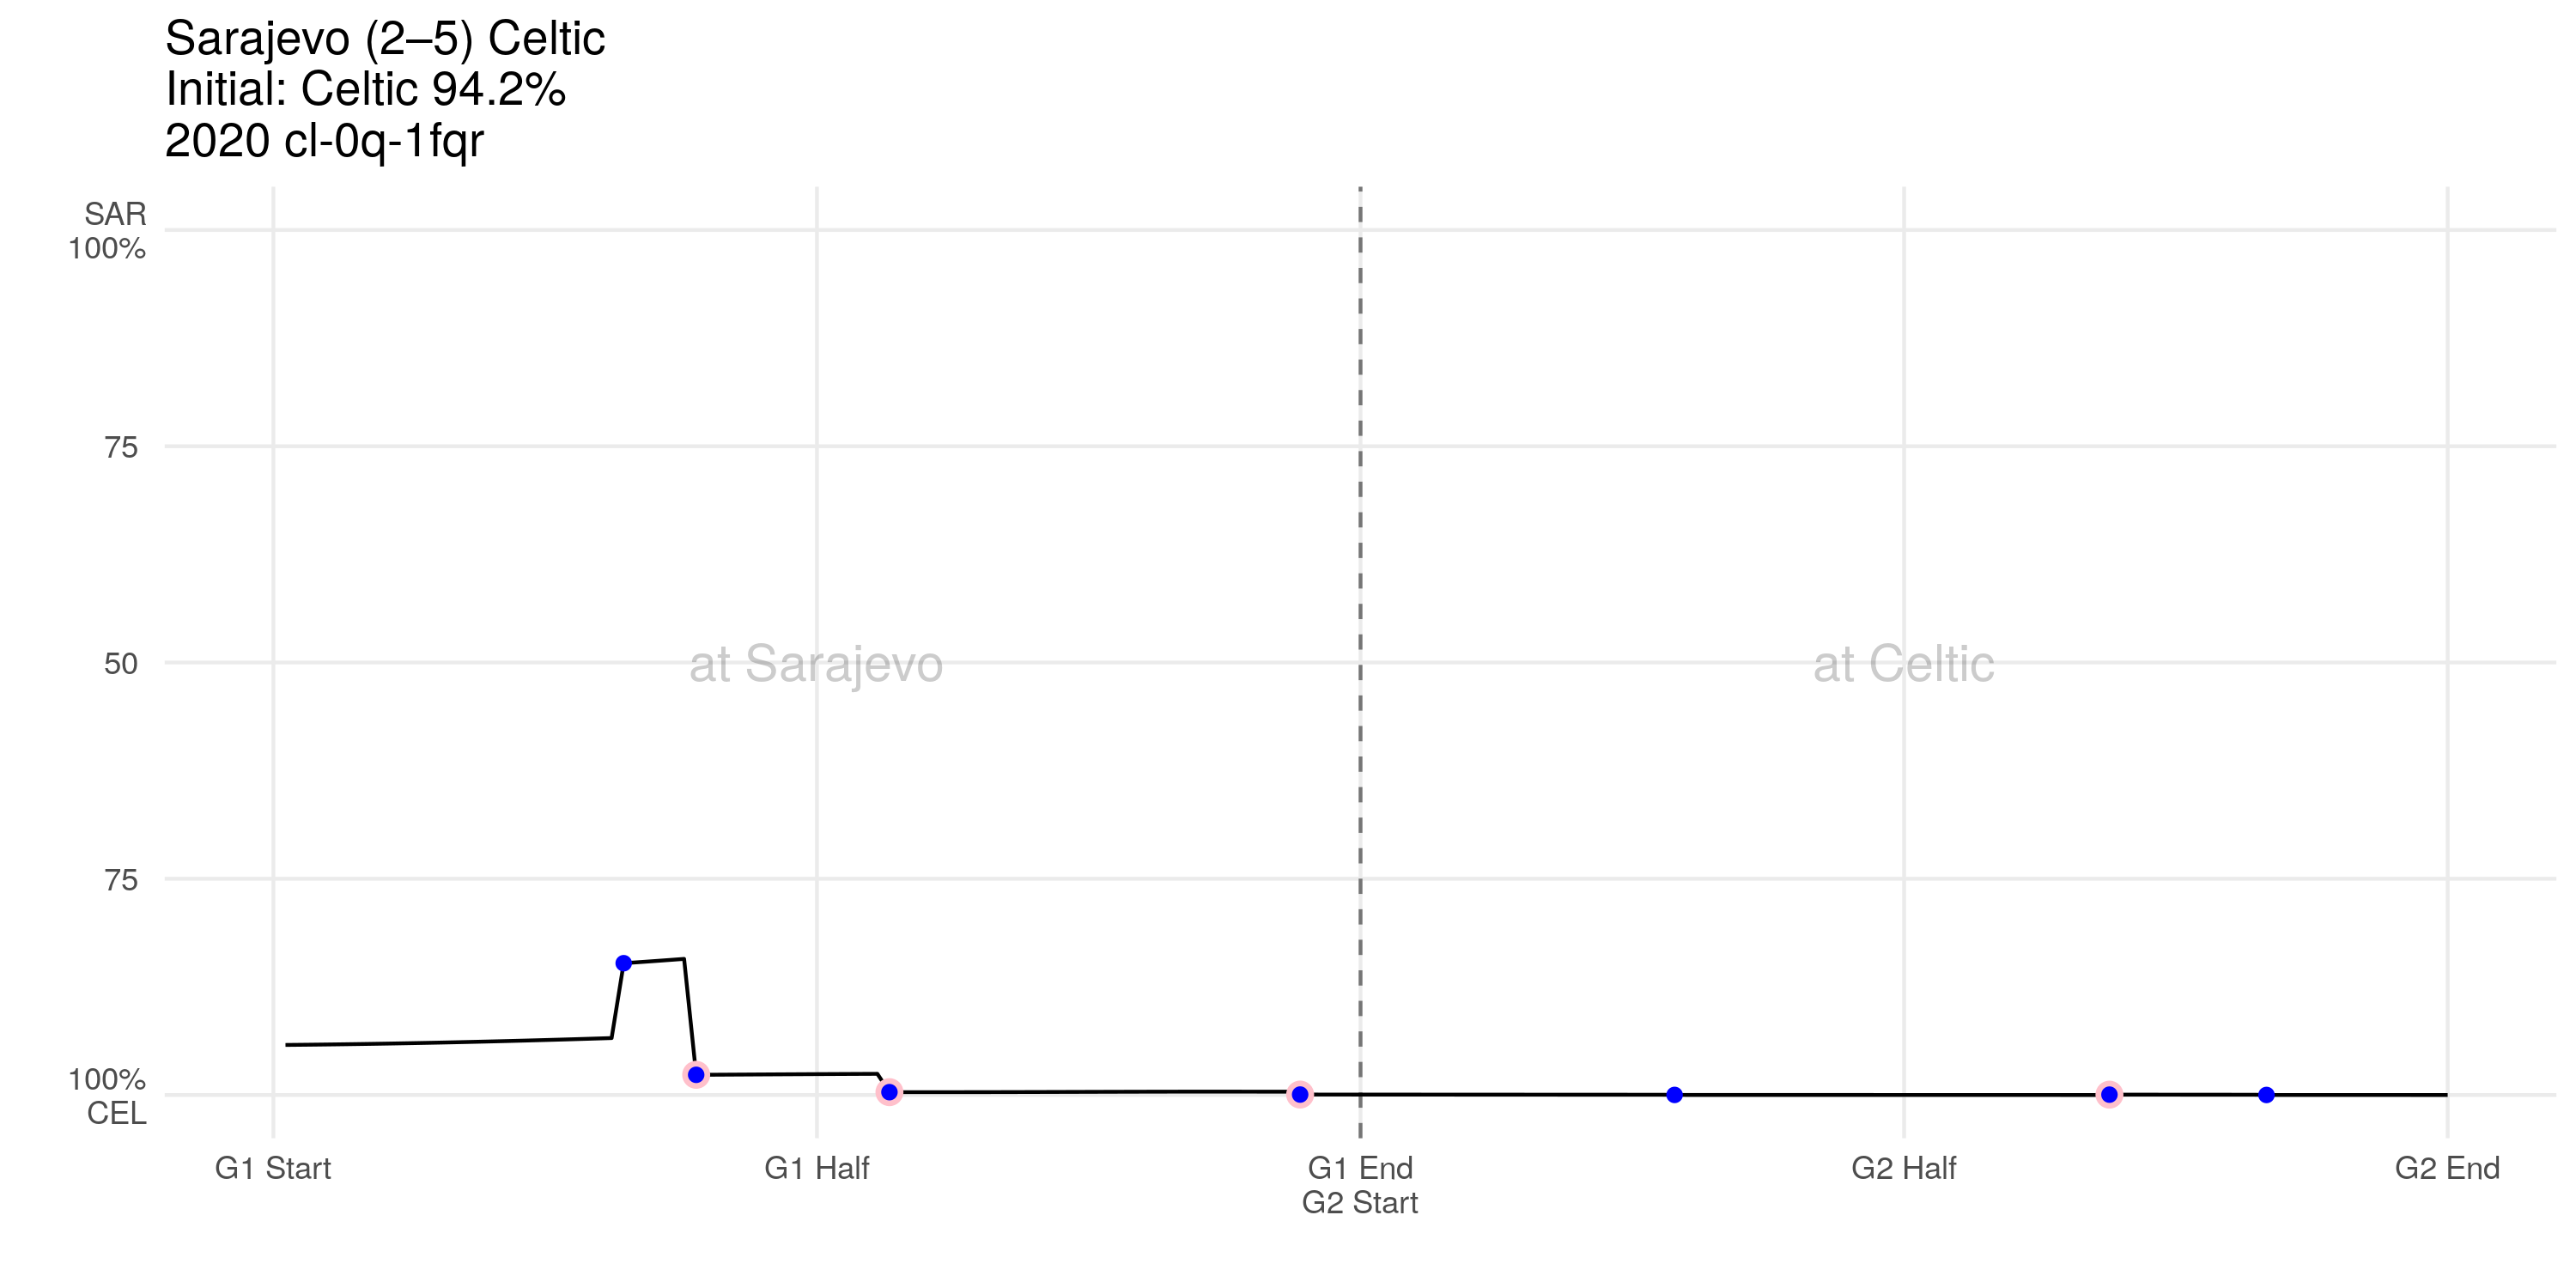 Sarajevo (2–5) Celtic
Initial: Celtic 94.2%
2020 cl-0q-1fqr
SAR
100%
75
50
75
100%
CEL
at Sarajevo
at Celtic
G1 Start
G1 Half
G1 End
G2 Start
G2 Half
G2 End